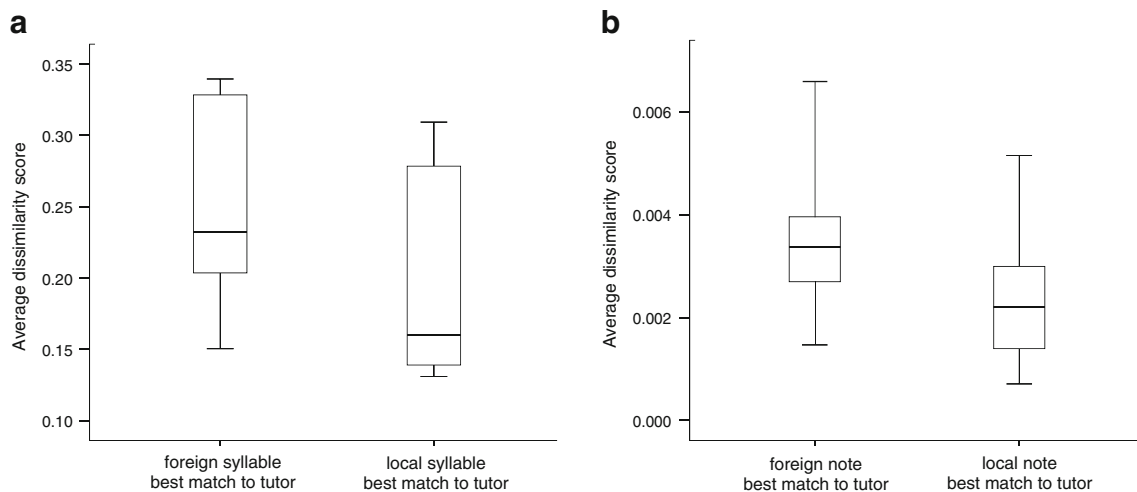 a
Average dissimilarity score
0.35
0.30
0.25
0.20
0.15
0.10
foreign syllable
best match to tutor
local syllable
best match to tutor
b
Average dissimilarity score
0.006
0.004
0.002
0.000
foreign note
best match to tutor
local note
best match to tutor